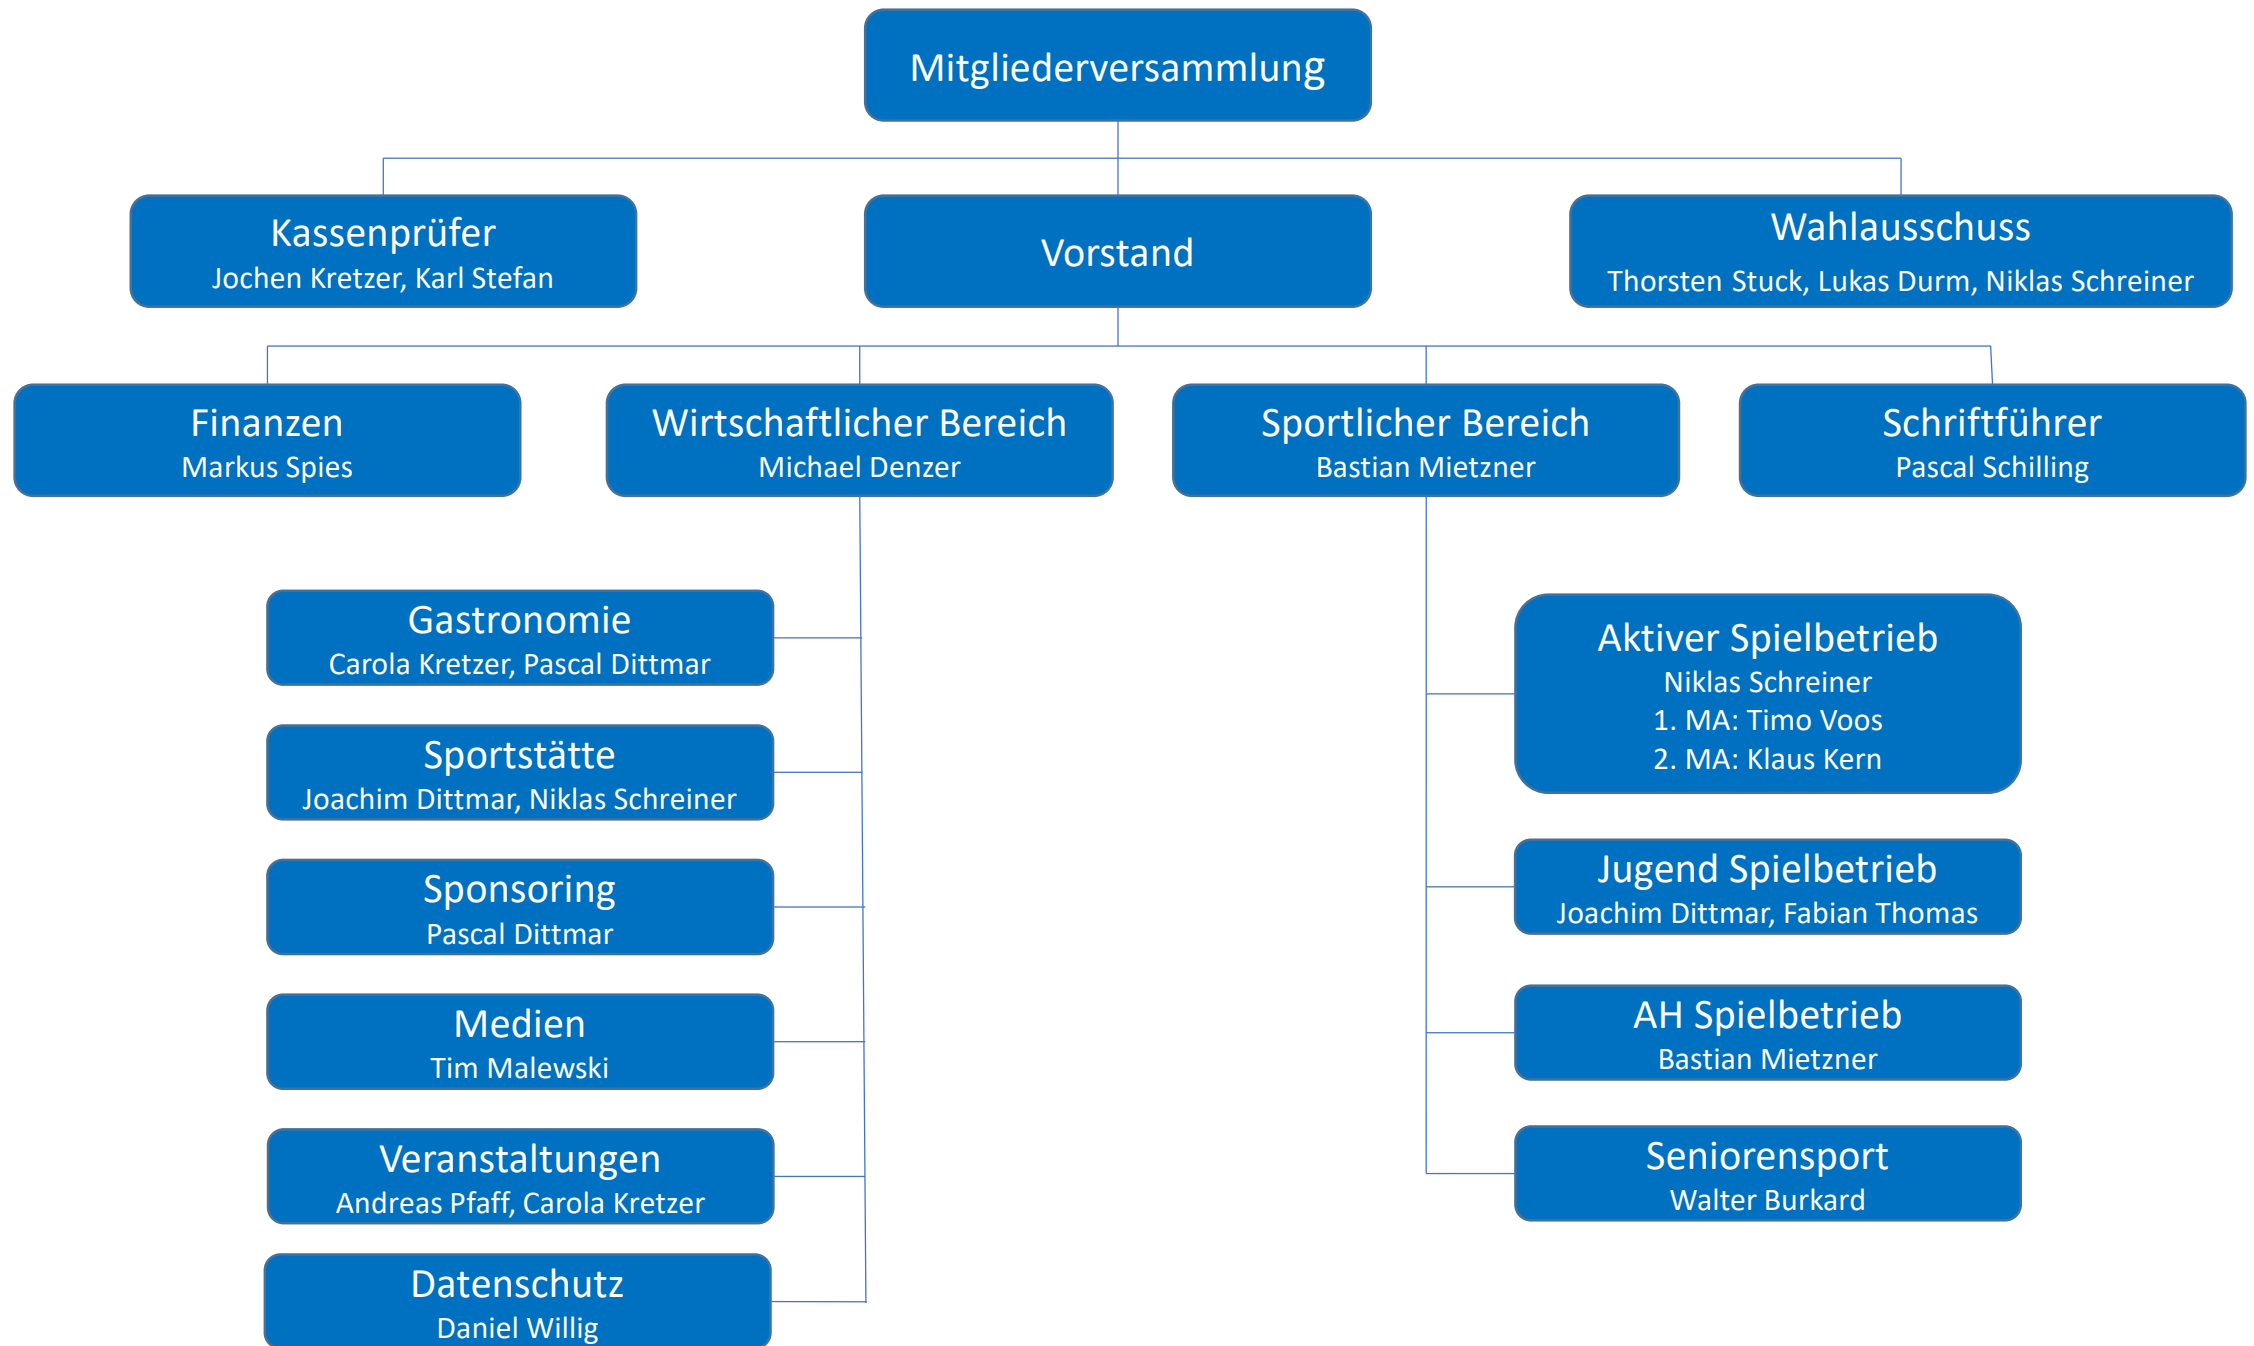 Mitgliederversammlung
Kassenprüfer
Jochen Kretzer, Karl Stefan
Vorstand
Wahlausschuss
Thorsten Stuck, Lukas Durm, Niklas Schreiner
Finanzen
Markus Spies
Wirtschaftlicher Bereich
Michael Denzer
Sportlicher Bereich
Bastian Mietzner
Schriftführer
Pascal Schilling
Gastronomie
Carola Kretzer, Pascal Dittmar
Sportstätte
Joachim Dittmar, Niklas Schreiner
Sponsoring
Pascal Dittmar
Medien
Tim Malewski
Veranstaltungen
Andreas Pfaff, Carola Kretzer
Datenschutz
Daniel Willig
Aktiver Spielbetrieb
Niklas Schreiner
1. MA: Timo Voos
2. MA: Klaus Kern
Jugend Spielbetrieb
Joachim Dittmar, Fabian Thomas
AH Spielbetrieb
Bastian Mietzner
Seniorensport
Walter Burkard